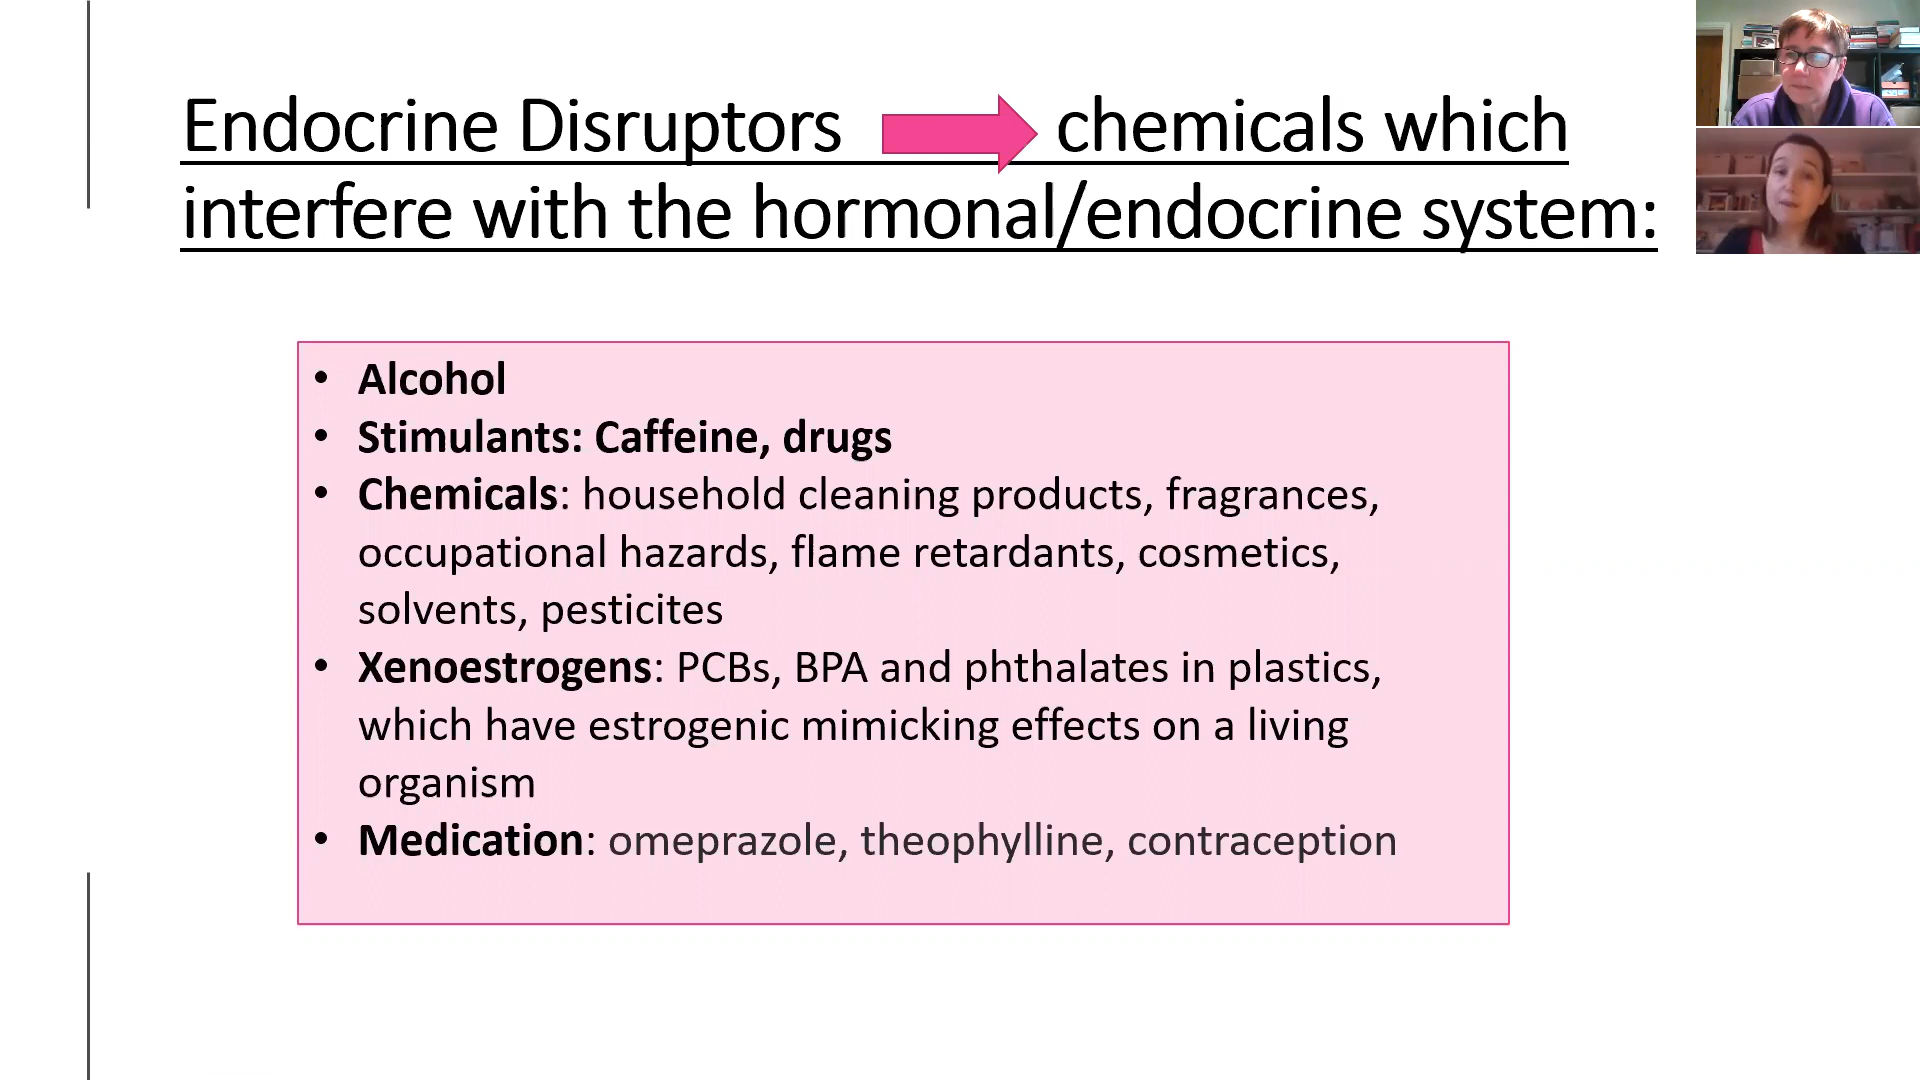 Endocrine Disruptors chemicals which
interfere with the hormonal/endocrine system:
• Alcohol
• Stimulants: Caffeine, drugs
• Chemicals: household cleaning products, fragrances,
occupational hazards, flame retardants, cosmetics,
solvents, pesticites
• Xenoestrogens: PCBs, BPA and phthalates in plastics,
which have estrogenic mimicking effects on a living
organism
• Medication: omeprazole, theophylline, contraception